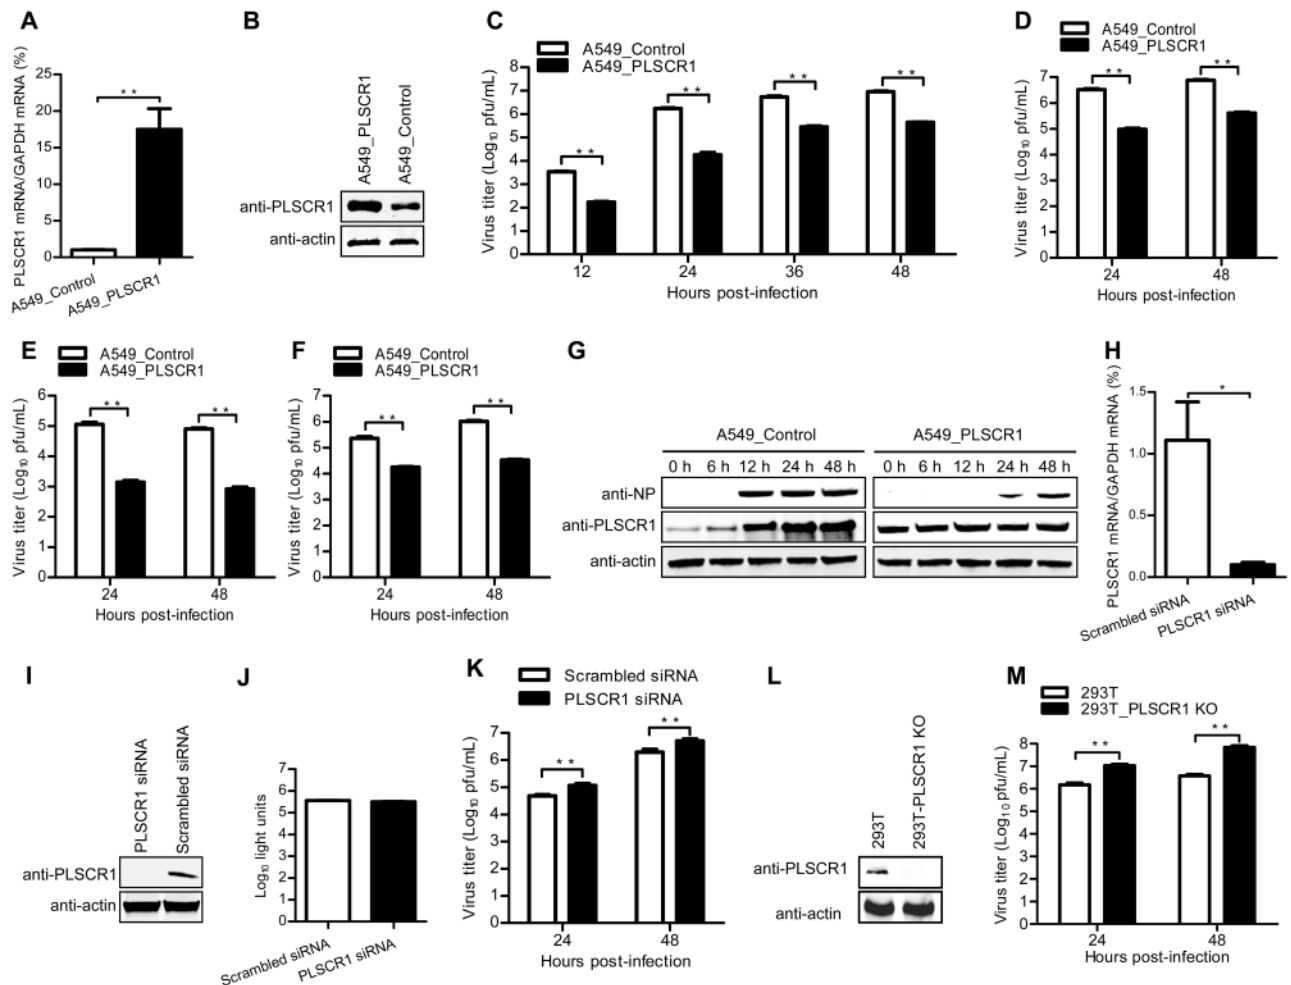 A
PLSCR1 mRNA/GAPDH mRNA (%)
25
20
15
10
5
0
**
A549_Control
A549_PLSCR1
B
A549_PLSCR1
A549_Control
anti-PLSCR1
anti-actin
C
A549_Control
A549_PLSCR1
Virus titer (Log10 pfu/mL)
8
7
6
5
4
3
2
1
0
**
**
**
**
12
24
36
48
Hours post-infection
D
A549_Control
A549_PLSCR1
Virus titer (Log10 pfu/mL)
7
6
5
4
3
2
1
0
**
**
24
48
Hours post-infection
E
A549_Control
A549_PLSCR1
Virus titer (Log10 pfu/mL)
6
5
4
3
2
1
0
**
**
24
48
Hours post-infection
F
A549_Control
A549_PLSCR1
Virus titer (Log10 pfu/mL)
7
6
5
4
3
2
1
0
**
**
24
48
Hours post-infection
G
A549_Control
A549_PLSCR1
0 h 6 h 12 h 24 h 48 h
0 h 6 h 12 h 24 h 48 h
anti-NP
anti-PLSCR1
anti-actin
H
PLSCR1 mRNA/GAPDH mRNA (%)
1.5
1.0
0.5
0.0
*
Scrambled siRNA
PLSCR1 siRNA
I
PLSCR1 siRNA
Scrambled siRNA
anti-PLSCR1
anti-actin
J
Log10 light units
7
6
5
4
3
2
1
0
Scrambled siRNA
PLSCR1 siRNA
K
Scrambled siRNA
PLSCR1 siRNA
Virus titer (Log10 pfu/mL)
7
6
5
4
3
2
1
0
**
**
24
48
Hours post-infection
L
293T
293T-PLSCR1 KO
anti-PLSCR1
anti-actin
M
293T
293T_PLSCR1 KO
Virus titer (Log10 pfu/mL)
8
7
6
5
4
3
2
1
0
**
**
24
48
Hours post-infection